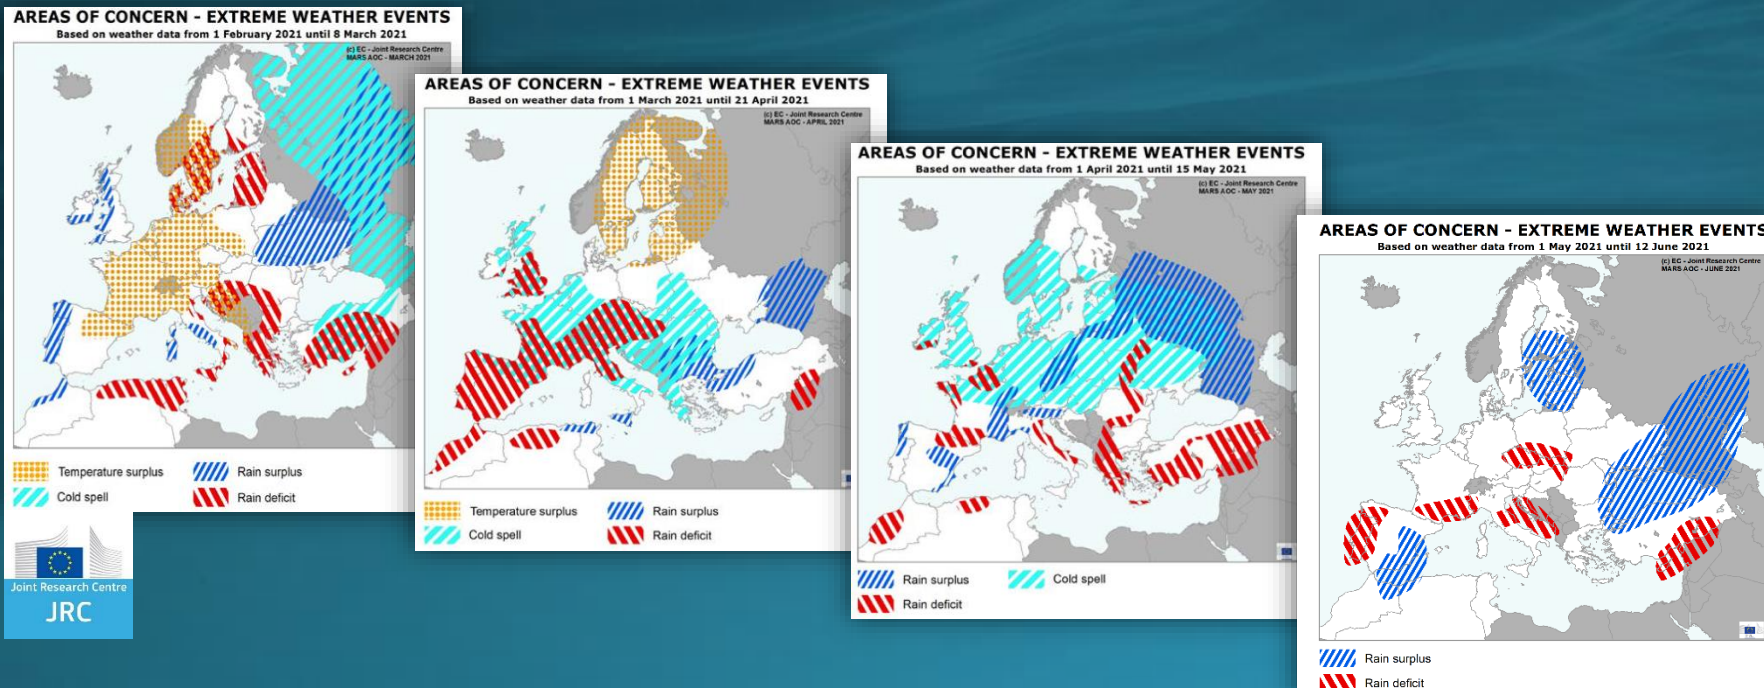 AREAS OF CONCERN - EXTREME WEATHER EVENTS
Based on weather data from 1 February 2021 until 8 March 2021
(c) EC - Joint Research Centre
MARS AOC - MARCH 2021
Temperature surplus
Rain surplus
Cold spell
Rain deficit
Joint Research Centre
JRC
AREAS OF CONCERN - EXTREME WEATHER EVENTS
Based on weather data from 1 March 2021 until 21 April 2021
(c) EC - Joint Research Centre
MARS AOC - APRIL 2021
Temperature surplus
Rain surplus
Cold spell
Rain deficit
AREAS OF CONCERN - EXTREME WEATHER EVENTS
Based on weather data from 1 April 2021 until 15 May 2021
(c) EC - Joint Research Centre
MARS AOC - MAY 2021
Rain surplus
Cold spell
Rain deficit
AREAS OF CONCERN - EXTREME WEATHER EVENTS
Based on weather data from 1 May 2021 until 12 June 2021
(c) EC - Joint Research Centre
MARS AOC - JUNE 2021
Rain surplus
Rain deficit